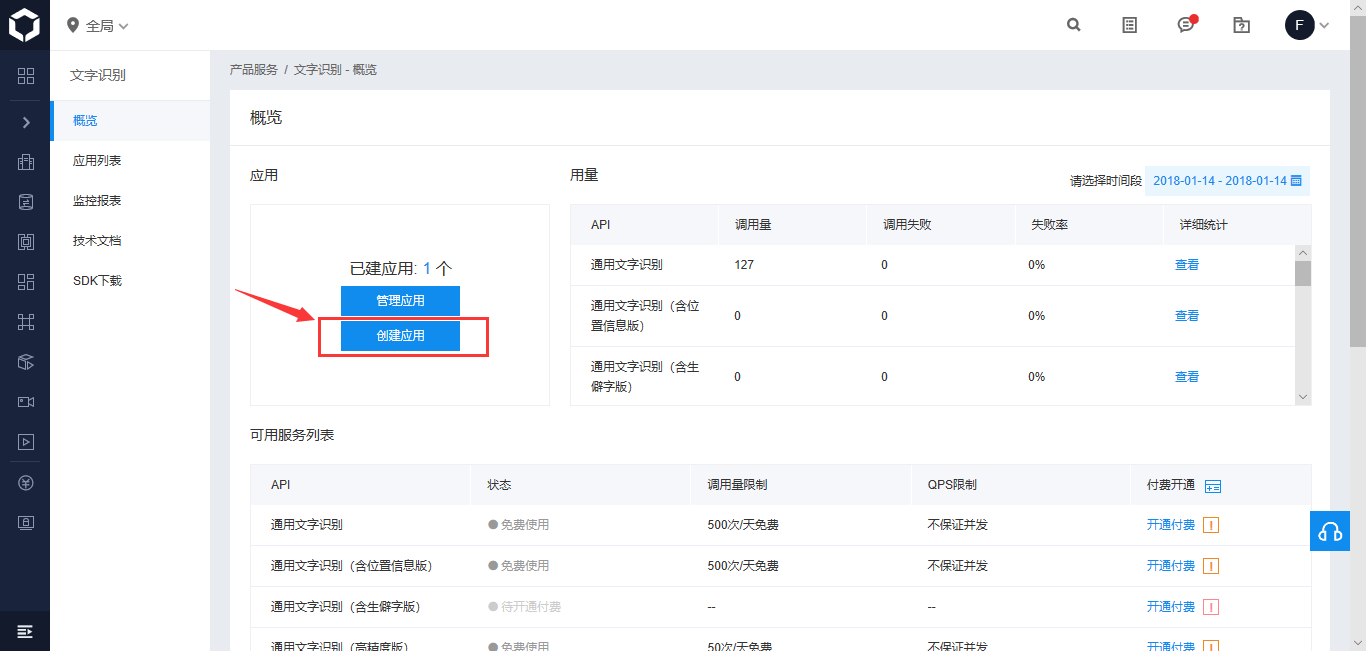 全局
F
文字识别
概览
应用列表
监控报表
技术文档
SDK下载
产品服务 / 文字识别 - 概览
概览
应用
已建应用: 1 个
管理应用
创建应用
用量
请选择时间段 2018-01-14 - 2018-01-14
API 调用量 调用失败 失败率 详细统计
通用文字识别 127 0 0% 查看
通用文字识别（含位
置信息版） 0 0 0% 查看
通用文字识别（含生
僻字版） 0 0 0% 查看
可用服务列表
API 状态 调用量限制 QPS限制 付费开通
通用文字识别 免费使用 500次/天免费 不保证并发 开通付费
通用文字识别（含位置信息版） 免费使用 500次/天免费 不保证并发 开通付费
通用文字识别（含生僻字版） 待开通付费 -- -- 开通付费
通用文字识别（高精度版） 免费使用 50次/天免费 不保证并发 开通付费